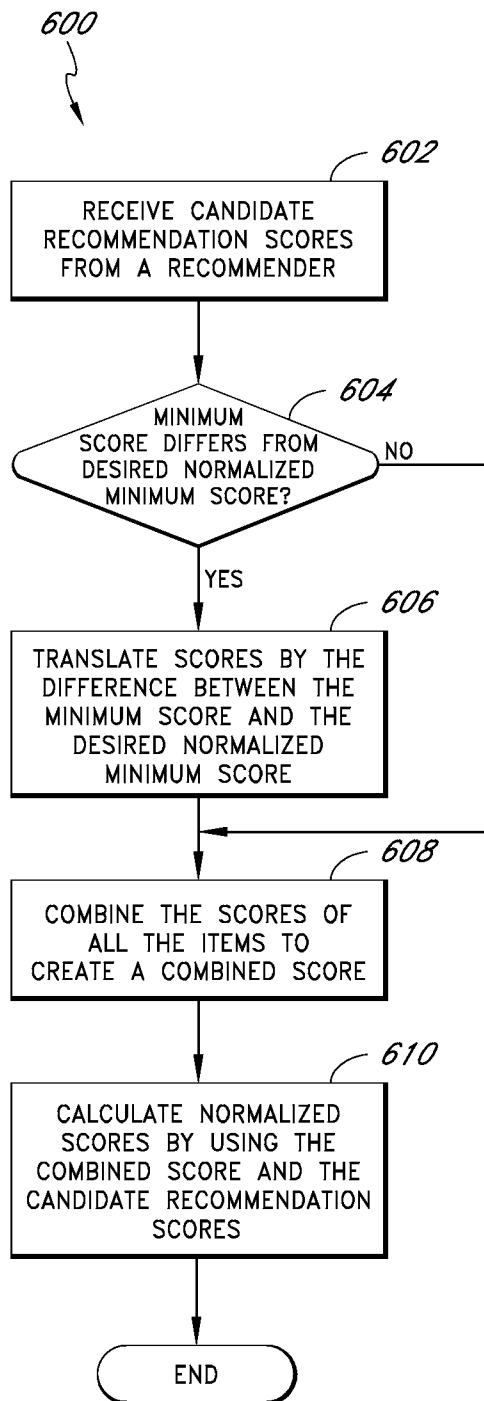 600
602
RECEIVE CANDIDATE
RECOMMENDATION SCORES
FROM A RECOMMENDER
604
MINIMUM
SCORE DIFFERS FROM
DESIRED NORMALIZED
MINIMUM SCORE?
NO
YES
606
TRANSLATE SCORES BY THE
DIFFERENCE BETWEEN THE
MINIMUM SCORE AND THE
DESIRED NORMALIZED
MINIMUM SCORE
608
COMBINE THE SCORES OF
ALL THE ITEMS TO
CREATE A COMBINED SCORE
610
CALCULATE NORMALIZED
SCORES BY USING THE
COMBINED SCORE AND THE
CANDIDATE RECOMMENDATION
SCORES
END